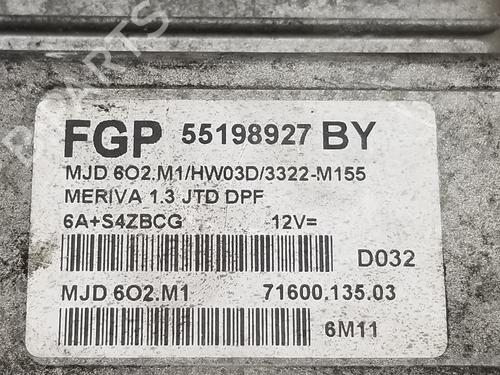 FGP 55198927 BY
MJD 6O2.M1/HW03D/3322-M155
MERIVA 1.3 JTD DPF
6A+S4ZBCG 12V=
D032
MJD 6O2.M1 71600.135.03
6M11